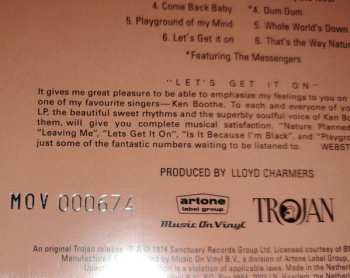 4. Come Back Baby
*4. Dum Dum
5. Playground of my Mind
5. Whole World's Down
6. Let's Get it on
6. That's the Way Natur
*Featuring The Messengers
"LET'S GET IT ON"
It gives me great pleasure to be able to emphasize my feelings to you on
one of my favourite singers—Ken Boothe. To each and everyone of yo
LP, the beautiful sweet rhythms and the superbly soulful voice of Ken Bo
them, will give you complete musical satisfaction. "Nature Planned
"Leaving Me", "Lets Get It On", "Is It Because I'm Black", and "Playgr
just some of the fantastic numbers waiting to be listened to. WEBST
PRODUCED BY LLOYD CHARMERS
MOV 000674
artone
label group.
Music On Vinyl
TROJAN
An original Trojan release ℗ & © 1974 Sanctuary Records Group Ltd. Licensed courtesy of BM
Manufactured by Music On Vinyl B.V., a division of Artone Label Group,
violation of applicable laws. Made in th